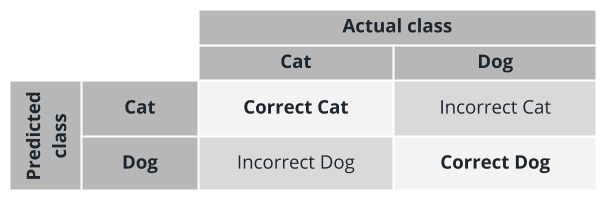 Actual class
Cat Dog
Predicted
class
Cat Correct Cat Incorrect Cat
Dog Incorrect Dog Correct Dog